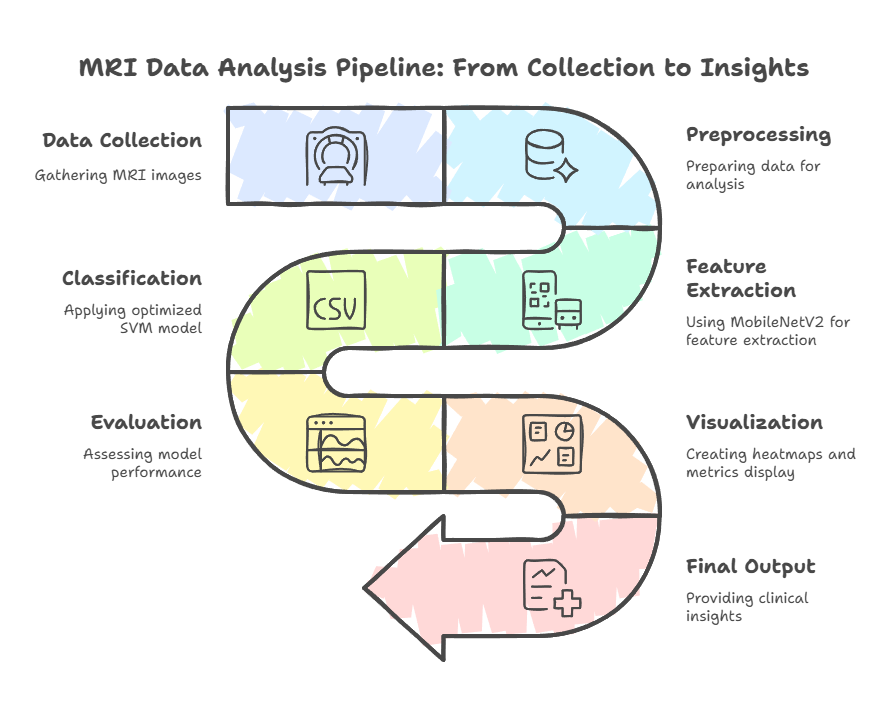 MRI Data Analysis Pipeline: From Collection to Insights
Data Collection
Gathering MRI images
Preprocessing
Preparing data for
analysis
Feature
Extraction
Using MobileNetV2 for
feature extraction
Classification
Applying optimized
SVM model
CSV
Evaluation
Assessing model
performance
Visualization
Creating heatmaps and
metrics display
Final Output
Providing clinical
insights